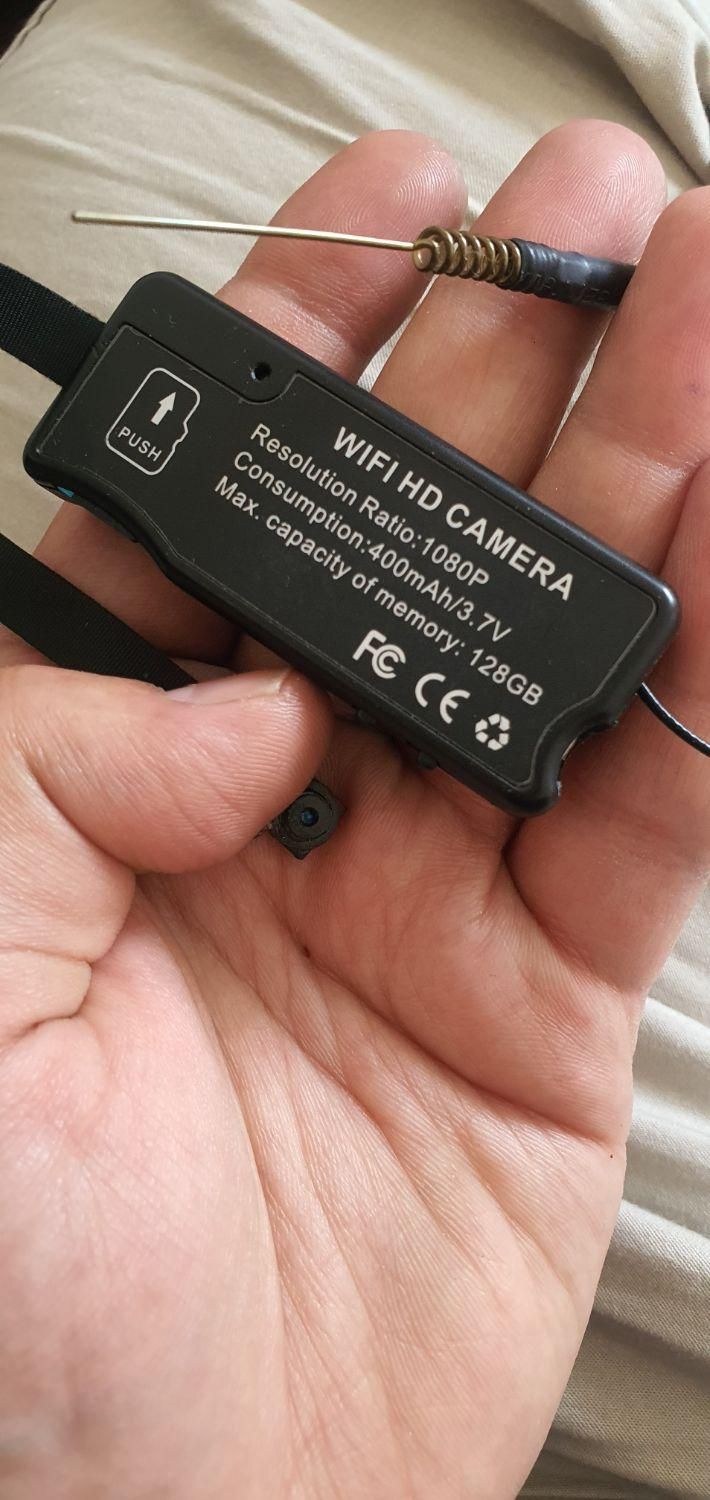 PUSH
WIFI HD CAMERA
Resolution Ratio:1080P
Consumption:400mAh/3.7V
Max. capacity of memory: 128GB
FC CE